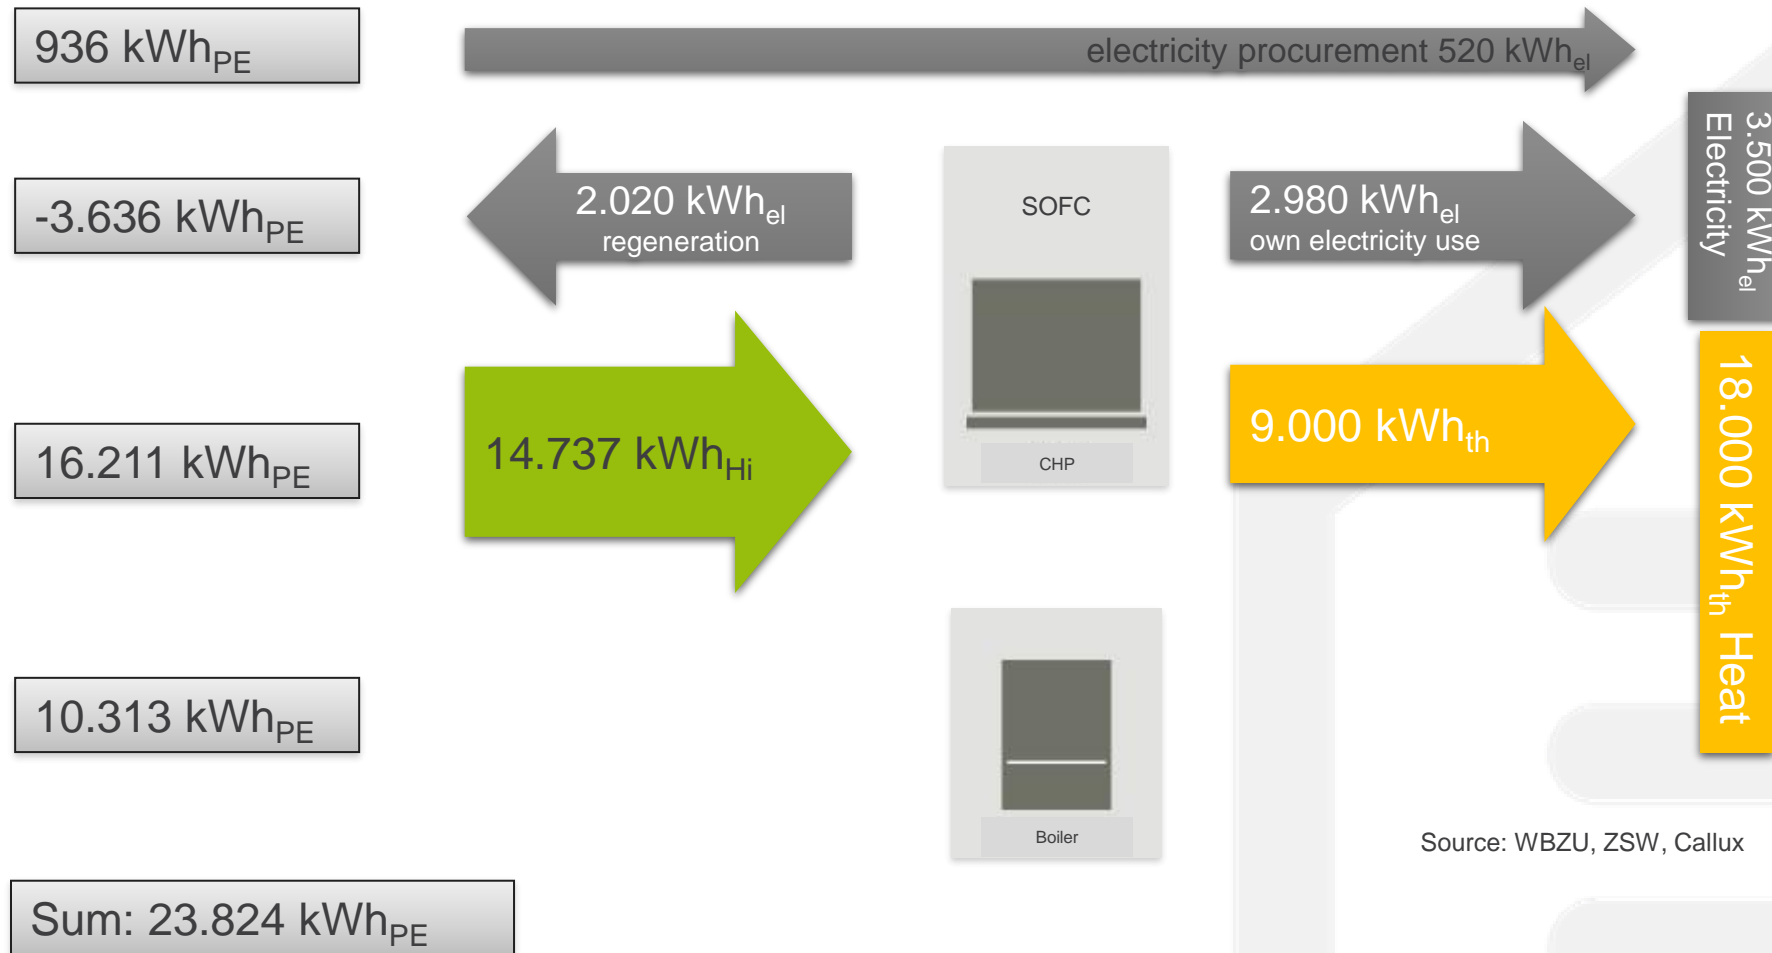 936 kWhPE
electricity procurement 520 kWhel
-3.636 kWhPE
2.020 kWhel
regeneration
SOFC
2.980 kWhel
own electricity use
3.500 kWhel
Electricity
16.211 kWhPE
14.737 kWhHi
CHP
9.000 kWhth
18.000 kWhth Heat
10.313 kWhPE
Boiler
Source: WBZU, ZSW, Callux
Sum: 23.824 kWhPE